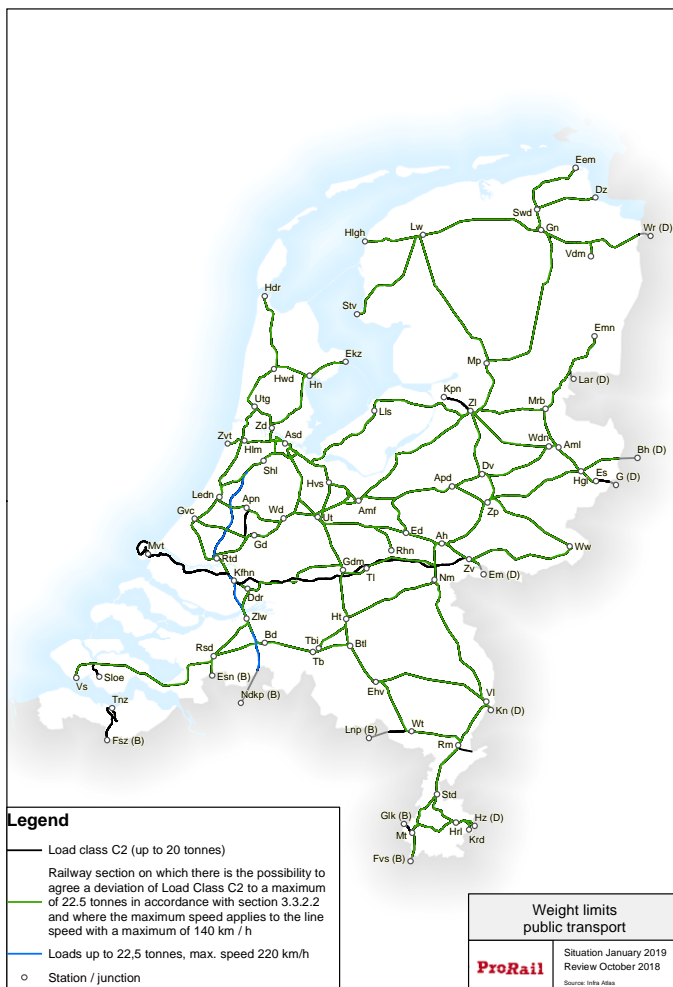 Eem
Dz
Swd
Gn
Lw
Hlgh
Wr (D)
Vdm
Hdr
Stv
Emn
Ekz
Mp
Hwd
Hn
Lar (D)
Kpn
Utg
Zl
Mrb
Lls
Zd
Asd
Zvt
Hlm
Wdn
Aml
Shl
Bh (D)
Hvs
Dv
Es
Hgl
G (D)
Apd
Ledn
Apn
Amf
Zp
Gvc
Wd
Ut
Gd
Ed
Ah
Ww
Mvt
Rtd
Rhn
Kfhn
Gdm
Tl
Zv
Em (D)
Nm
Ddr
Zlw
Ht
Bd
Tbi
Rsd
Tb
Btl
Sloe
Vs
Esn (B)
Ehv
Tnz
Ndkp (B)
Vl
Kn (D)
Fsz (B)
Lnp (B)
Wt
Rm
Std
Glk (B)
Mt
Hrl
Hz (D)
Krd
Fvs (B)
Legend
Load class C2 (up to 20 tonnes)
Railway section on which there is the possibility to
agree a deviation of Load Class C2 to a maximum
of 22.5 tonnes in accordance with section 3.3.2.2
and where the maximum speed applies to the line
speed with a maximum of 140 km / h
Loads up to 22,5 tonnes, max. speed 220 km/h
Station / junction
Weight limits
public transport
ProRail
Situation January 2019
Review October 2018
Source: Infra Atlas